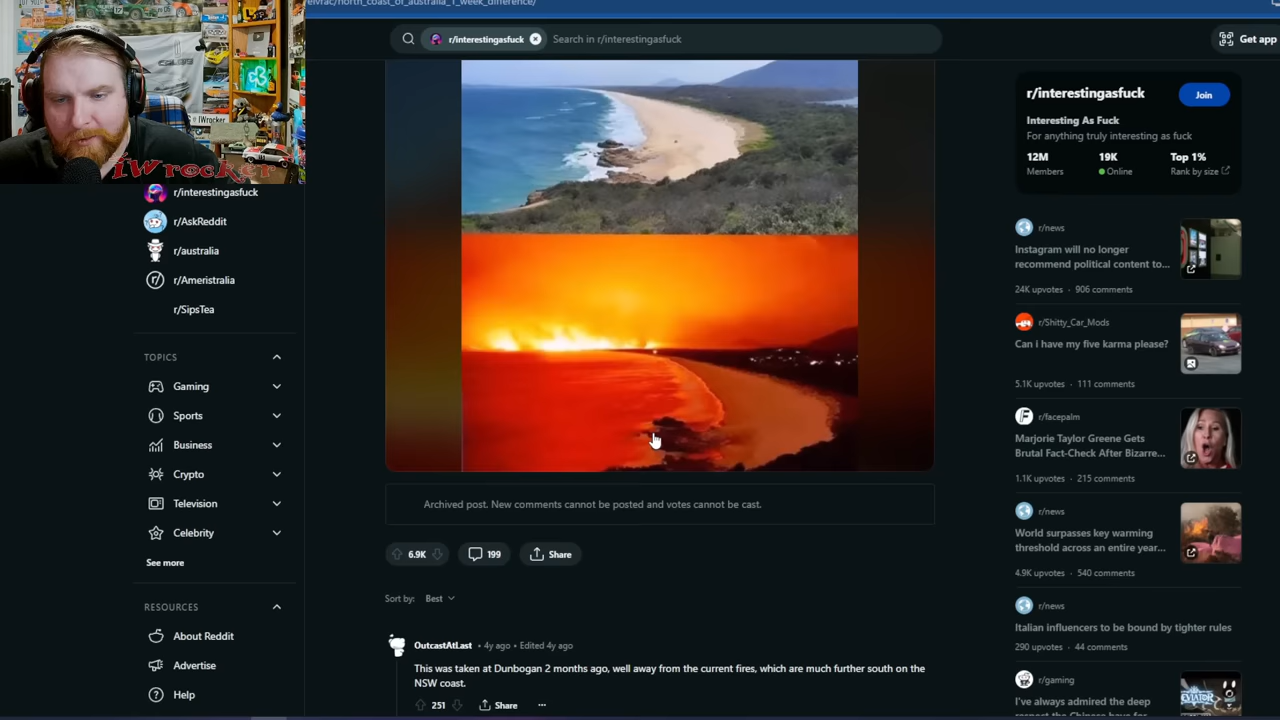 north_coast_of_australia_1_week_difference/
r/interestingasfuck
Search in r/interestingasfuck
Get app
IWrocker
IWrocker
r/interestingasfuck
r/AskReddit
r/australia
r/Ameristralia
r/SipsTea
TOPICS
Gaming
Sports
Business
Crypto
Television
Celebrity
See more
RESOURCES
About Reddit
Advertise
Help
Archived post. New comments cannot be posted and votes cannot be cast.
6.9K
199
Share
Sort by: Best
OutcastAtLast • 4y ago • Edited 4y ago
This was taken at Dunbogan 2 months ago, well away from the current fires, which are much further south on the
NSW coast.
251 Share ...
r/interestingasfuck
Join
Interesting As Fuck
For anything truly interesting as fuck
12M 19K Top 1%
Members Online Rank by size
r/news
Instagram will no longer
recommend political content to...
24K upvotes · 906 comments
r/Shitty_Car_Mods
Can i have my five karma please?
5.1K upvotes · 111 comments
r/facepalm
Marjorie Taylor Greene Gets
Brutal Fact-Check After Bizarre...
1.1K upvotes · 215 comments
r/news
World surpasses key warming
threshold across an entire year...
4.9K upvotes · 540 comments
r/news
Italian influencers to be bound by tighter rules
290 upvotes · 44 comments
r/gaming
I've always admired the deep